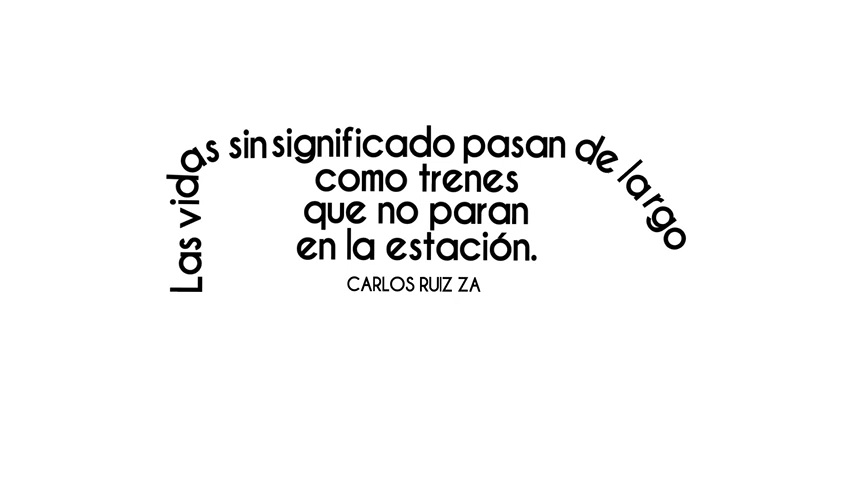 Las vidas sin significado pasan de largo
como trenes
que no paran
en la estación.
CARLOS RUIZ ZA